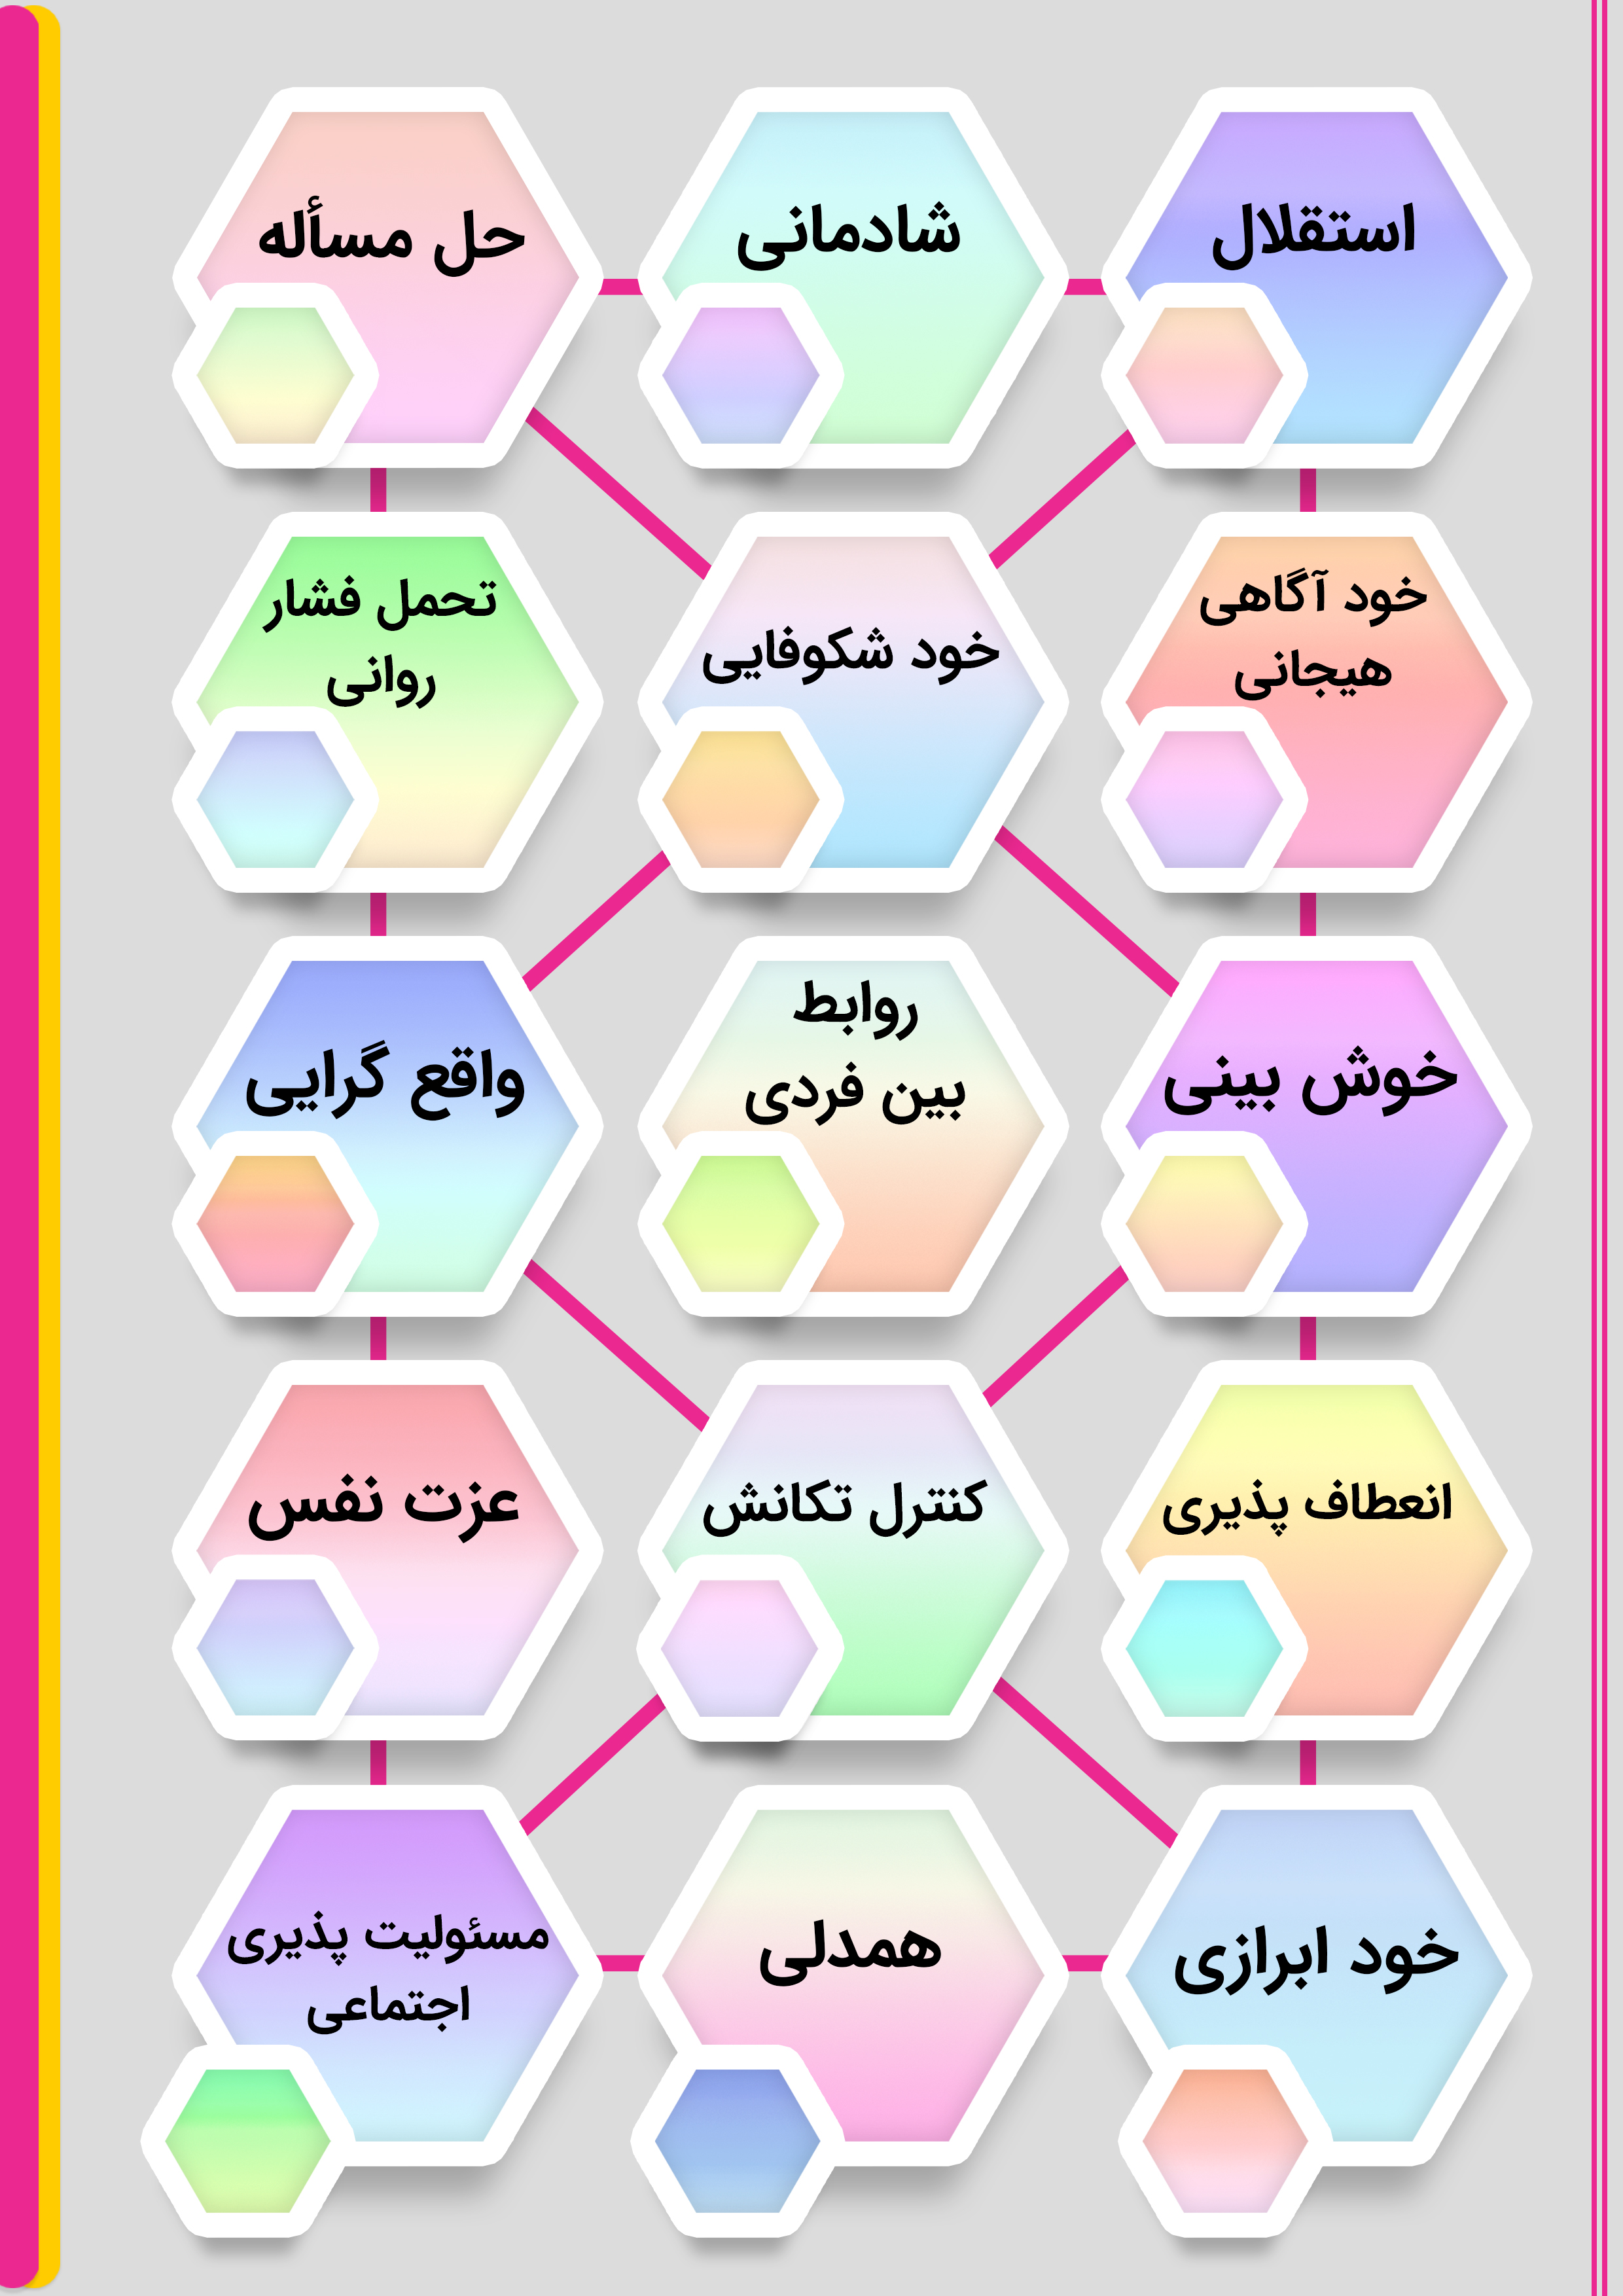 استقلال
شادمانی
حل مسأله
خود آگاهی
هیجانی
خود شکوفایی
تحمل فشار
روانی
خوش بینی
روابط
بین فردی
واقع گرایی
انعطاف پذیری
کنترل تکانش
عزت نفس
خود ابرازی
همدلی
مسئولیت پذیری
اجتماعی